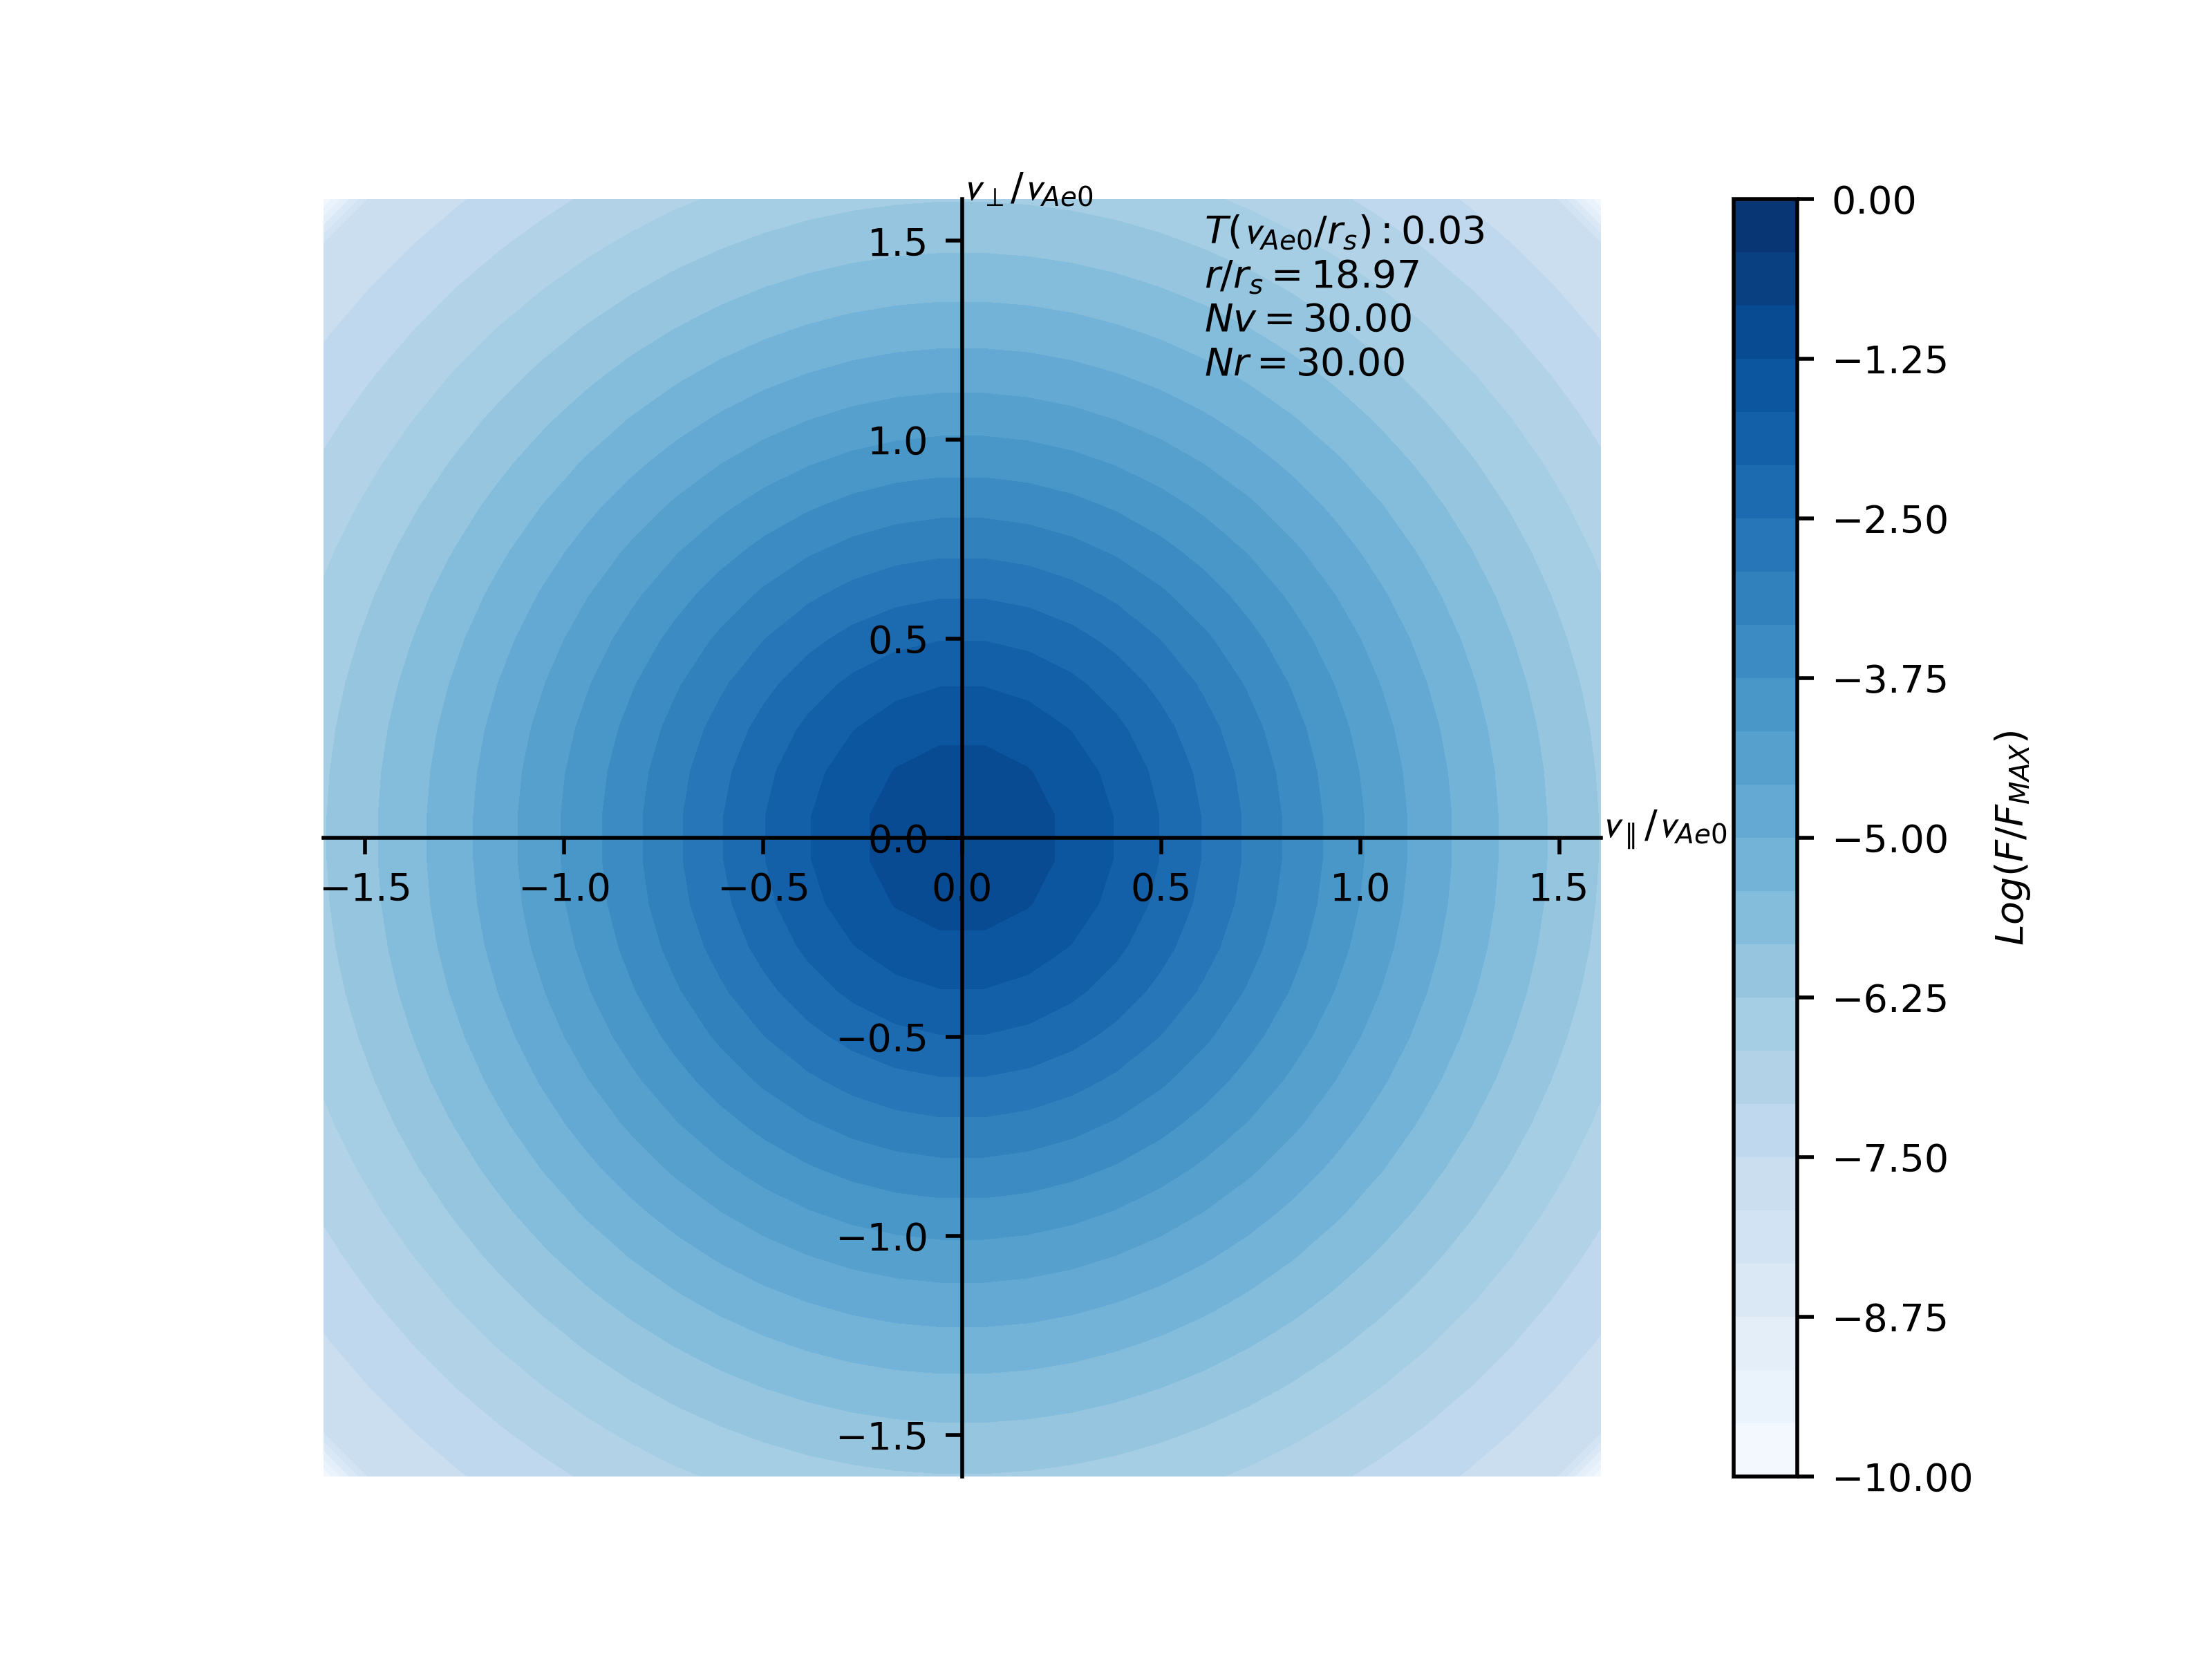 v⊥/vAe0
T(vAe0/rs):0.03
r/rs=18.97
Nv=30.00
Nr=30.00
1.5
1.0
0.5
0.0
−0.5
−1.0
−1.5
−1.5 −1.0 −0.5 0.0 0.5 1.0 1.5
v∥/vAe0
0.00
−1.25
−2.50
−3.75
−5.00
−6.25
−7.50
−8.75
−10.00
Log(F/FMAX)